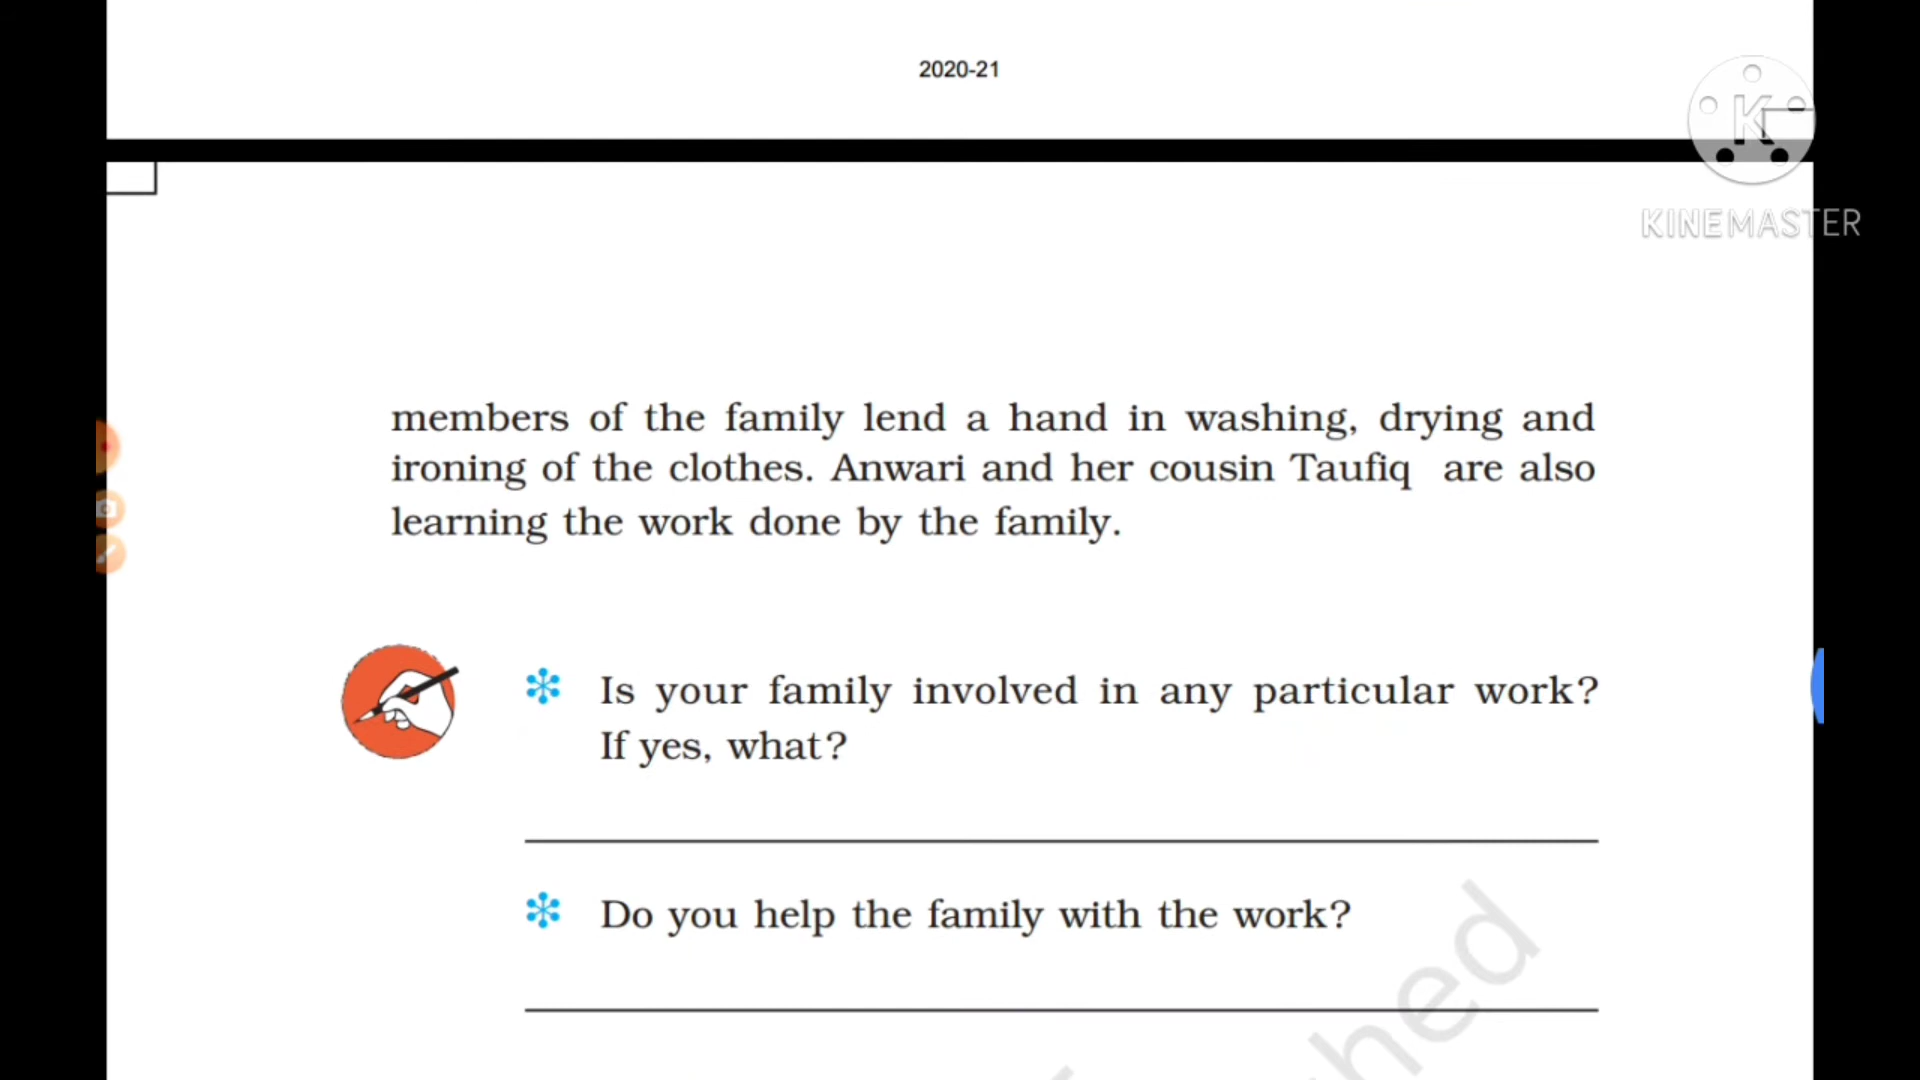 2020-21
K
KINEMASTER
members of the family lend a hand in washing, drying and
ironing of the clothes. Anwari and her cousin Taufiq are also
learning the work done by the family.
Is your family involved in any particular work?
If yes, what?
Do you help the family with the work?
hed